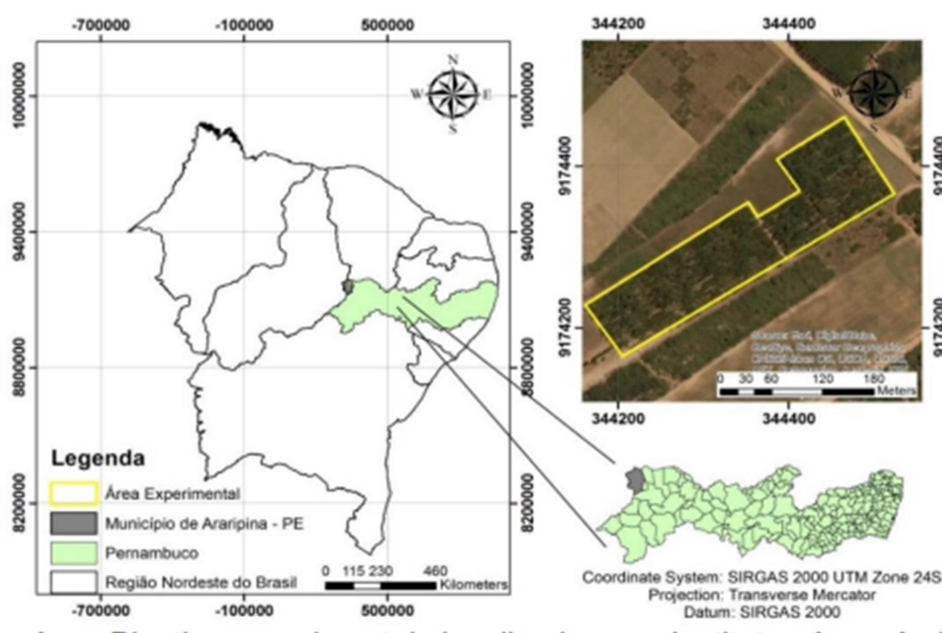 -700000 -100000 5000000
344200 344400
N
W E
S
N
W E
S
10000000 10000000
9400000 9400000
8800000 8800000
8200000 8200000
9174400 9174400
9174200 9174200
0 30 60 120 180
Meters
344200 344400
Legenda
Área Experimental
Município de Araripina - PE
Pernambuco
Região Nordeste do Brasil
0 115 230 460
Kilometers
-700000 -100000 5000000
Coordinate System: SIRGAS 2000 UTM Zone 24S
Projection: Transverse Mercator
Datum: SIRGAS 2000